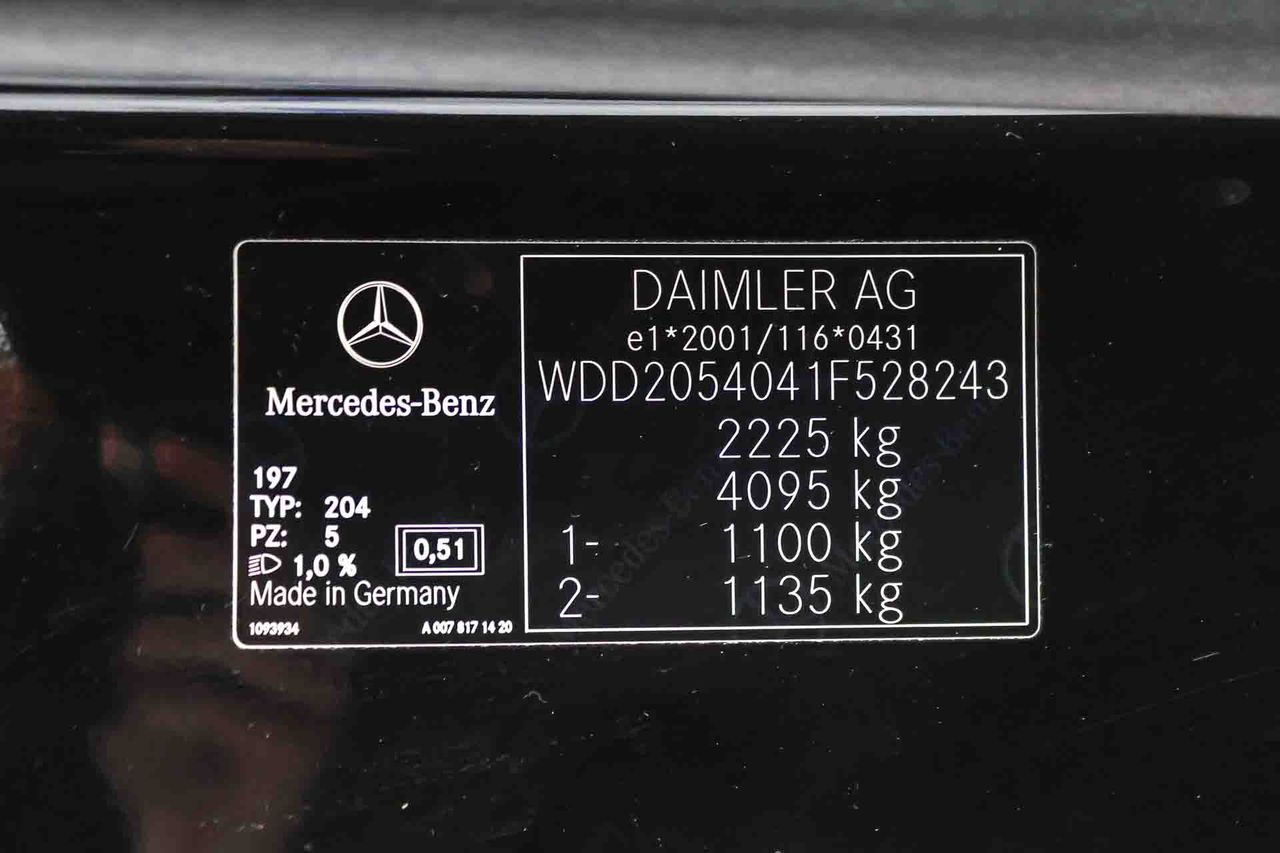 Mercedes-Benz
197
TYP: 204
PZ: 5
1,0 %
0,51
Made in Germany
1093934
A 007 817 14 20
DAIMLER AG
e1*2001/116*0431
WDD2054041F528243
2225 kg
4095 kg
1- 1100 kg
2- 1135 kg